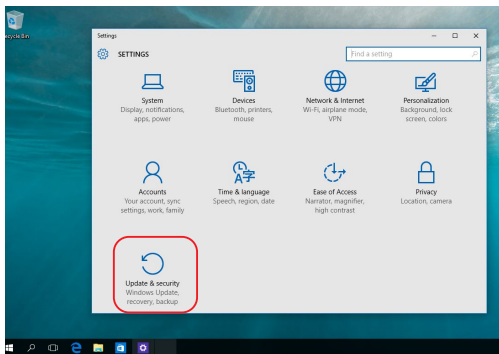 Recycle Bin
Settings
SETTINGS
Find a setting
System
Display, notifications,
apps, power
Devices
Bluetooth, printers,
mouse
Network & Internet
Wi-Fi, airplane mode,
VPN
Personalization
Background, lock
screen, colors
Accounts
Your account, sync
settings, work, family
Time & language
Speech, region, date
Ease of Access
Narrator, magnifier,
high contrast
Privacy
Location, camera
Update & security
Windows Update,
recovery, backup